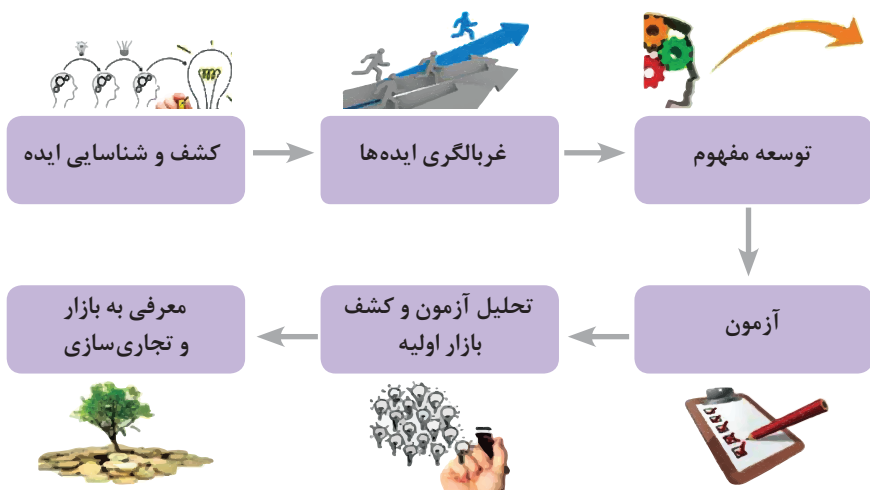 کشف و شناسایی ایده
غربالگری ایده‌ها
توسعه مفهوم
آزمون
تحلیل آزمون و کشف
بازار اولیه
معرفی به بازار
و تجاری‌سازی